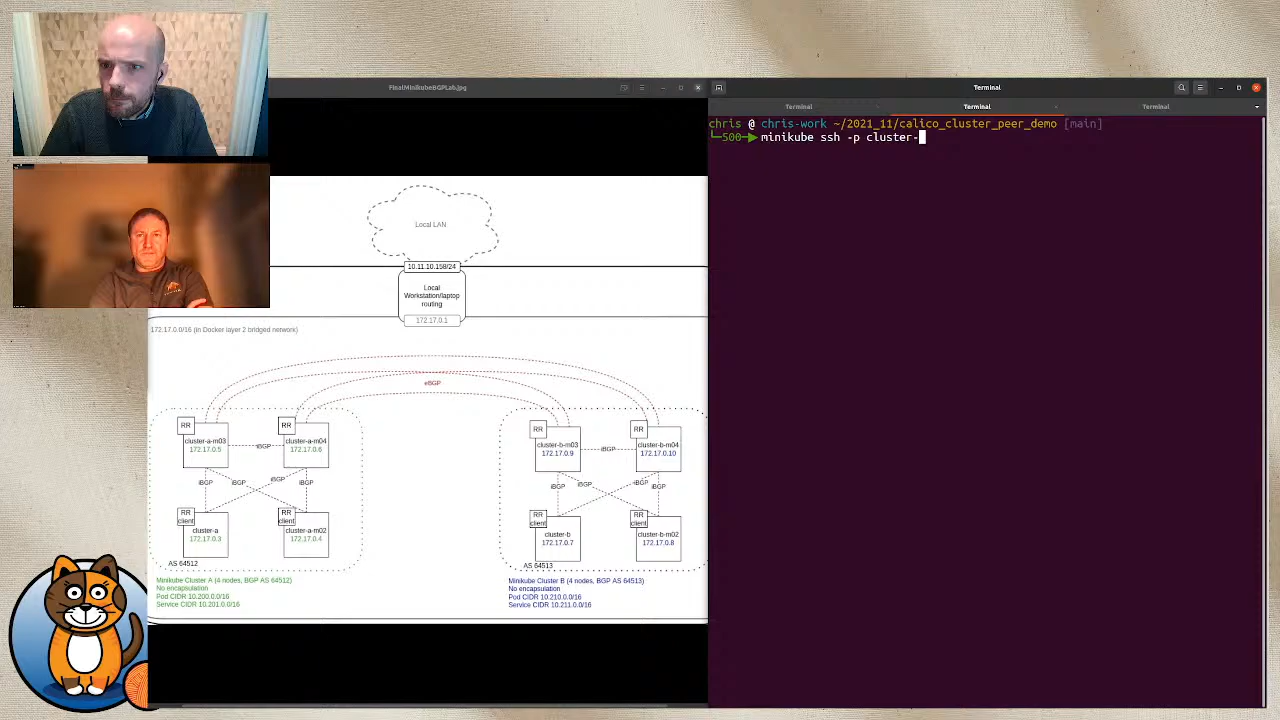 FinalMinikubeBGPLab.jpg
Terminal
Terminal
Terminal
Terminal
chris @ chris-work ~/2021_11/calico_cluster_peer_demo [main]
500 minikube ssh -p cluster-
Local LAN
10.11.10.158/24
Local
Workstation/laptop
routing
172.17.0.1
172.17.0.0/16 (in Docker layer 2 bridged network)
eBGP
RR
cluster-a-m03
172.17.0.5
iBGP
RR
cluster-a-m04
172.17.0.6
iBGP
iBGP
iBGP
iBGP
RR
client
cluster-a
172.17.0.3
RR
client
cluster-a-m02
172.17.0.4
AS 64512
Minikube Cluster A (4 nodes, BGP AS 64512)
No encapsulation
Pod CIDR 10.200.0.0/16
Service CIDR 10.201.0.0/16
RR
cluster-b-m03
172.17.0.9
iBGP
RR
cluster-b-m04
172.17.0.10
iBGP
iBGP
iBGP
iBGP
RR
client
cluster-b
172.17.0.7
RR
client
cluster-b-m02
172.17.0.8
AS 64513
Minikube Cluster B (4 nodes, BGP AS 64513)
No encapsulation
Pod CIDR 10.210.0.0/16
Service CIDR 10.211.0.0/16